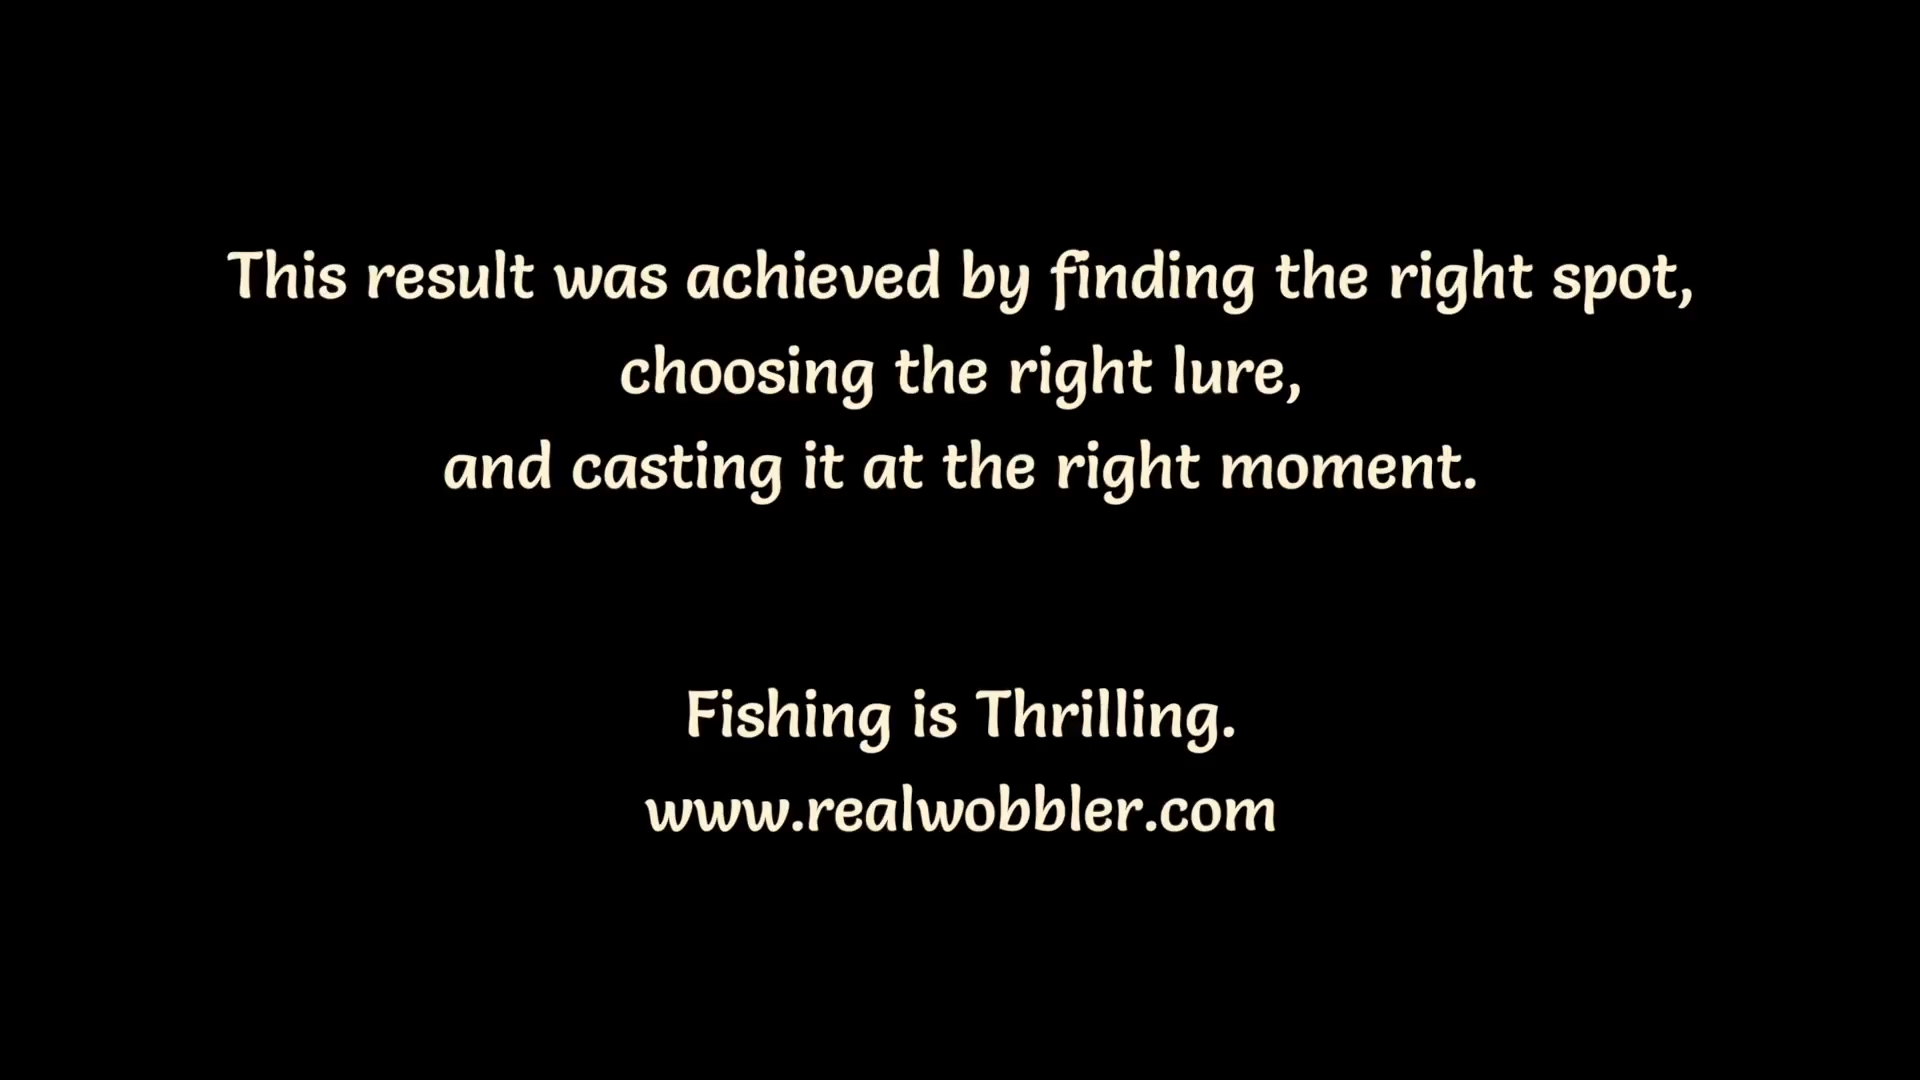 This result was achieved by finding the right spot,
choosing the right lure,
and casting it at the right moment.
Fishing is Thrilling.
www.realwobbler.com